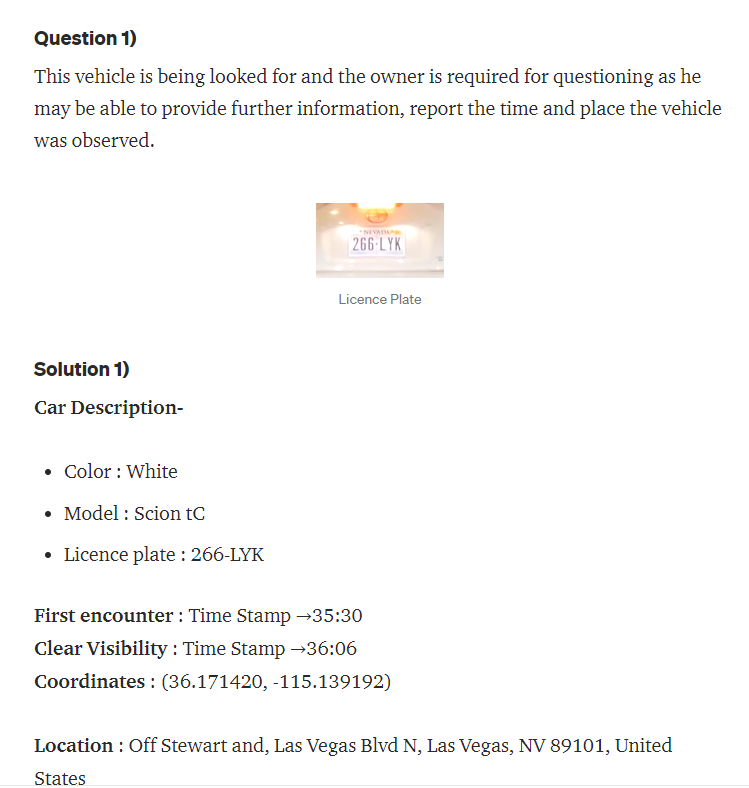 Question 1)
This vehicle is being looked for and the owner is required for questioning as he
may be able to provide further information, report the time and place the vehicle
was observed.
NEVADA
266·LYK
Licence Plate
Solution 1)
Car Description-
• Color : White
• Model : Scion tC
• Licence plate : 266-LYK
First encounter : Time Stamp →35:30
Clear Visibility : Time Stamp →36:06
Coordinates : (36.171420, -115.139192)
Location : Off Stewart and, Las Vegas Blvd N, Las Vegas, NV 89101, United
States